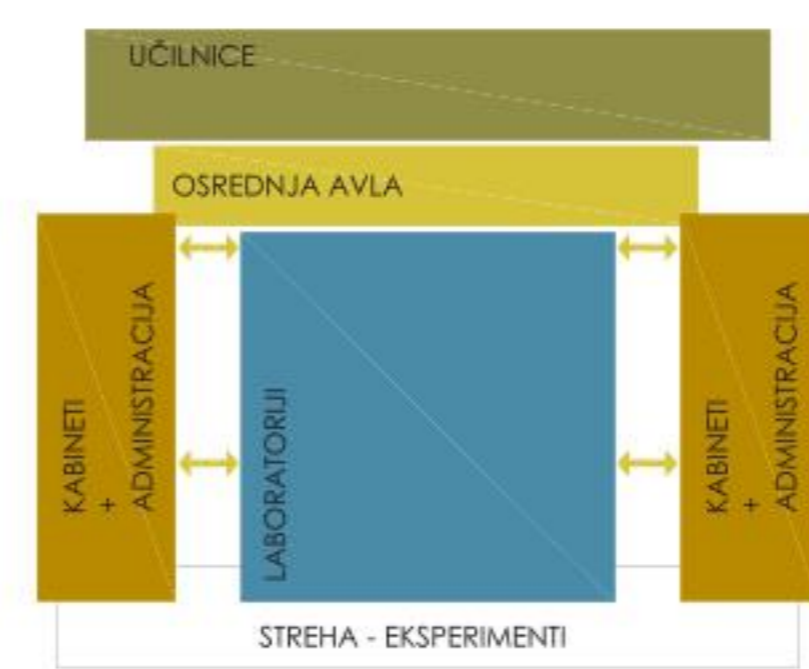 UČILNICE
OSREDNJA AVLA
KABINETI
+
ADMINISTRACIJA
LABORATORIJI
KABINETI
+
ADMINISTRACIJA
STREHA - EKSPERIMENTI